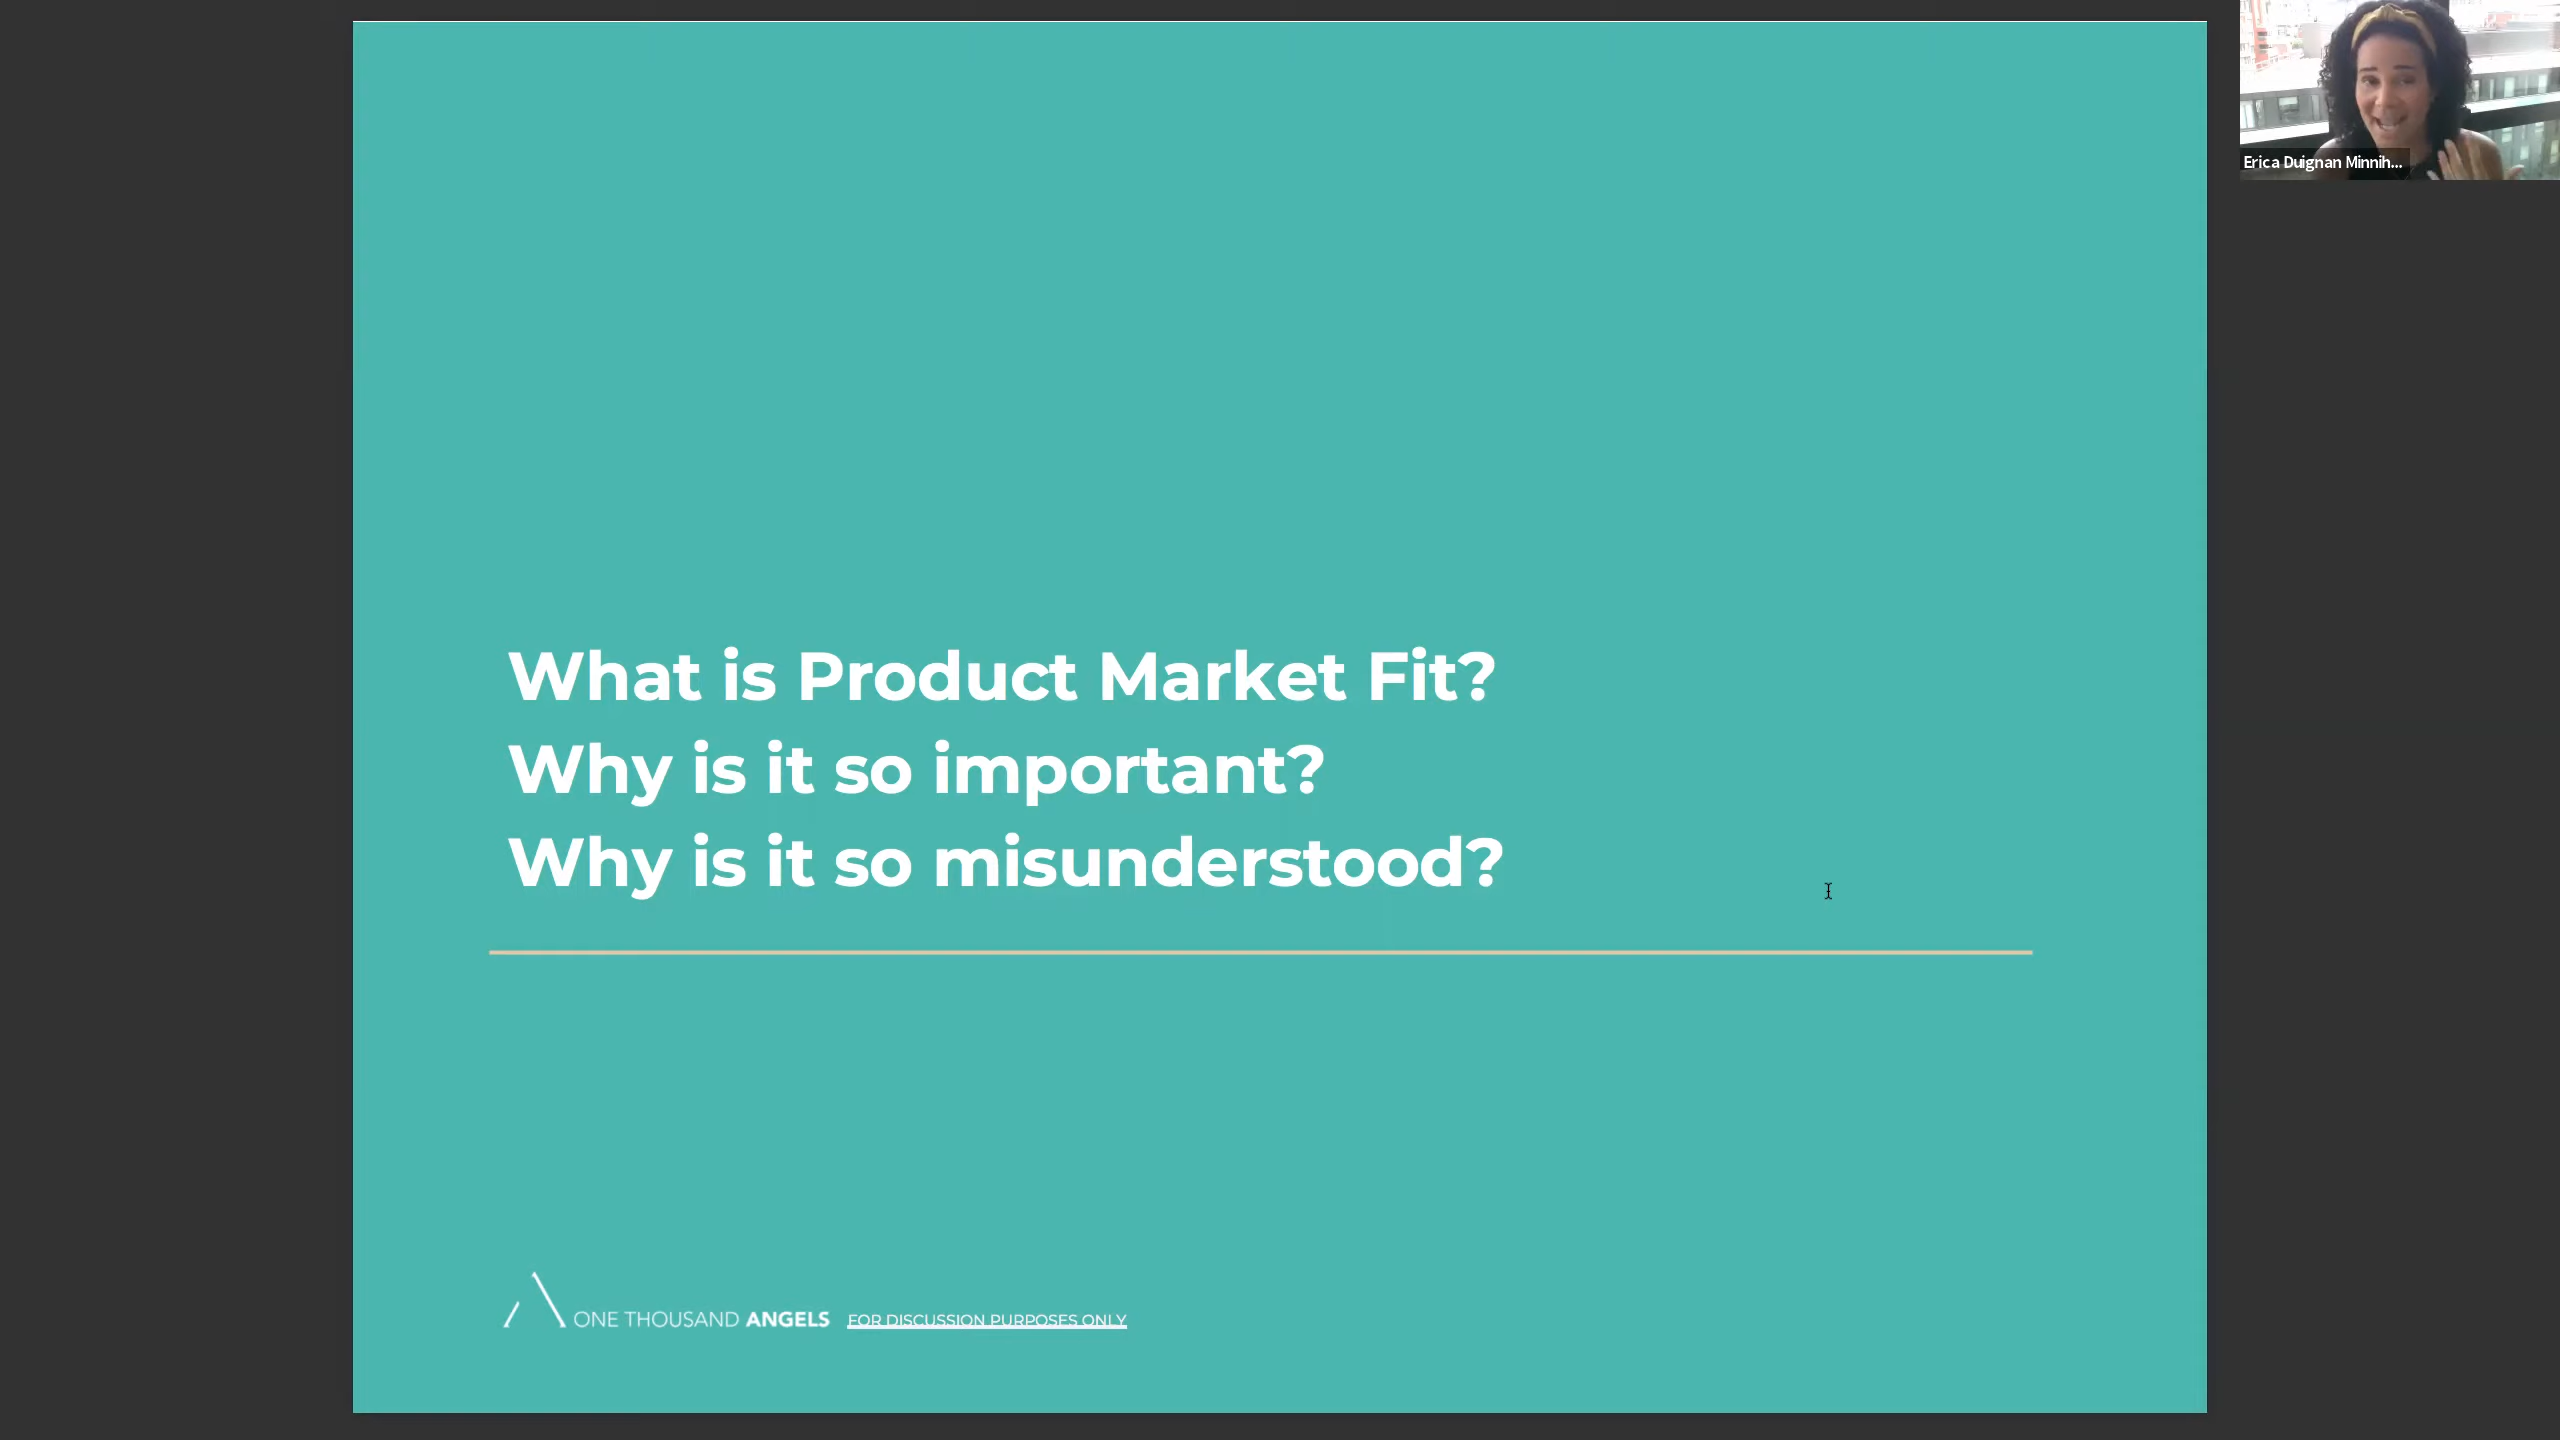 Erica Duignan Minnih...
What is Product Market Fit?
Why is it so important?
Why is it so misunderstood?
ONE THOUSAND ANGELS FOR DISCUSSION PURPOSES ONLY